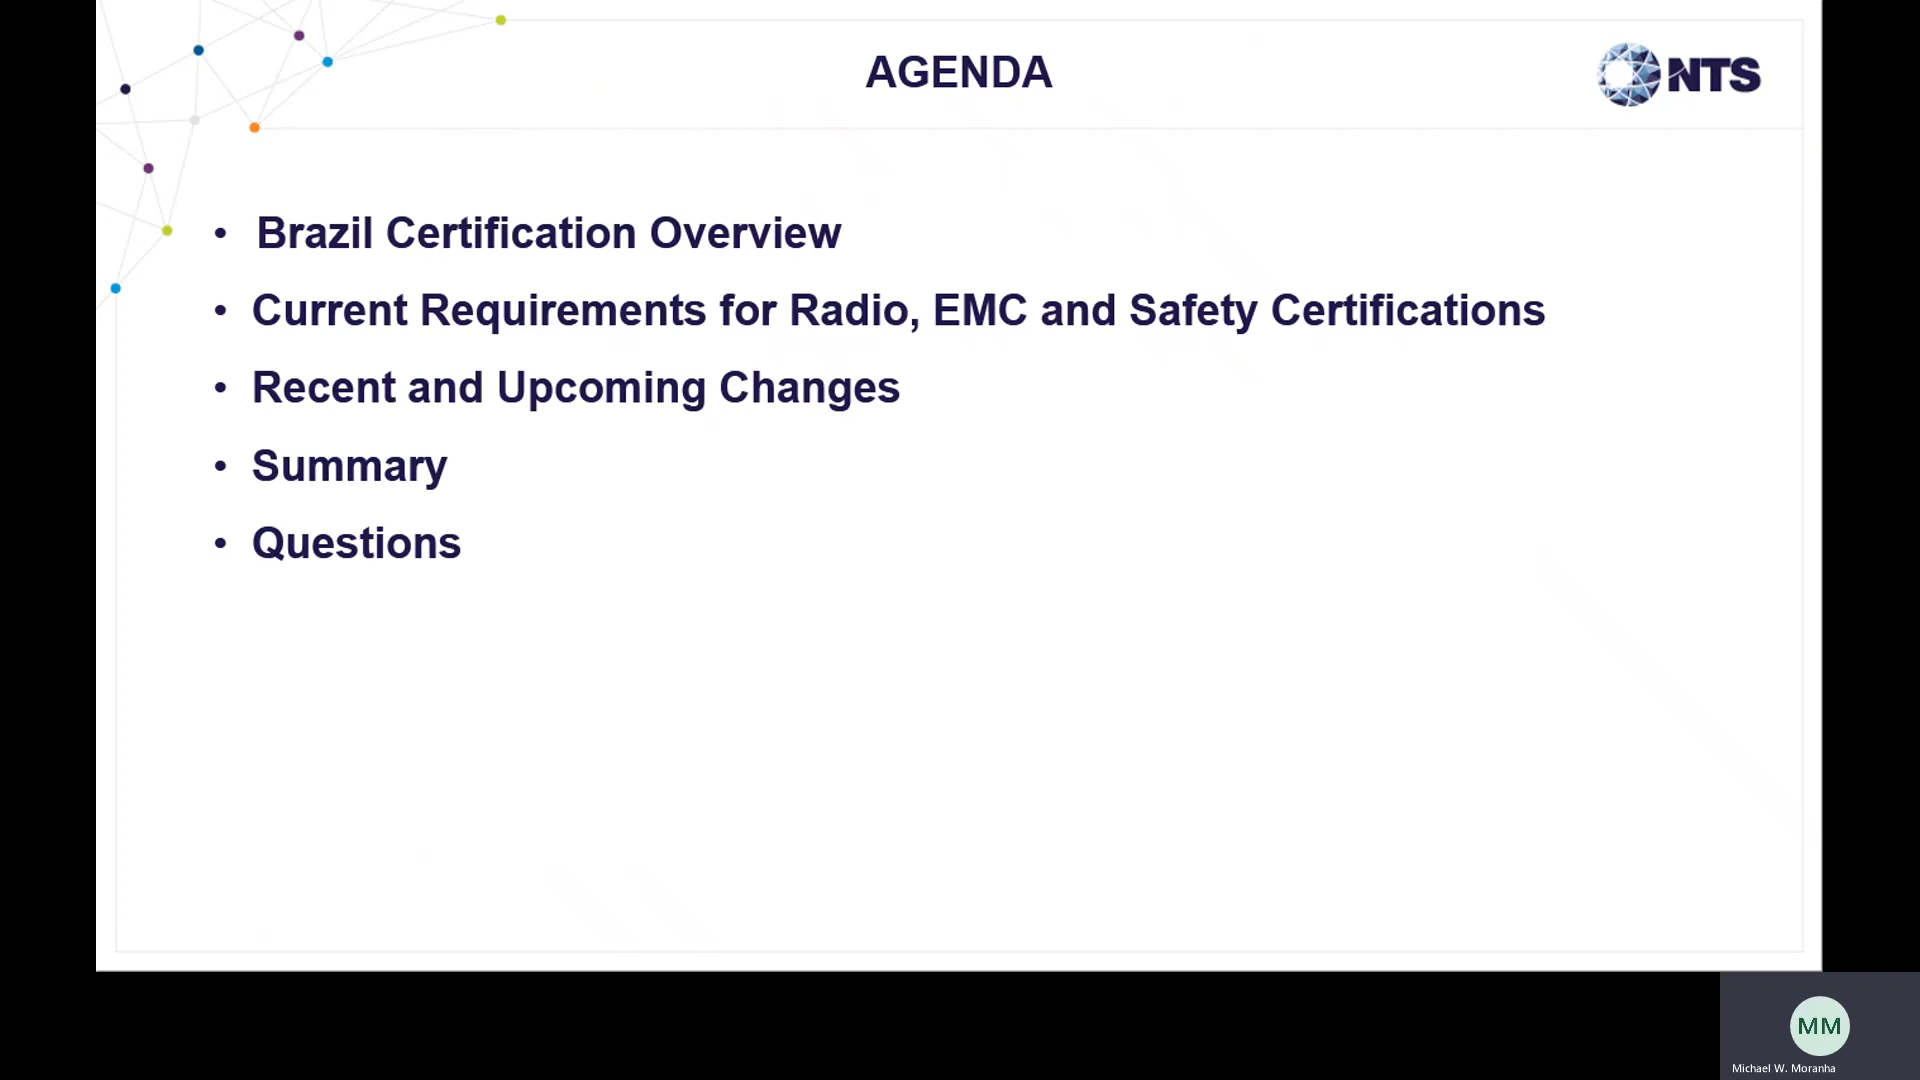 AGENDA
NTS
• Brazil Certification Overview
• Current Requirements for Radio, EMC and Safety Certifications
• Recent and Upcoming Changes
• Summary
• Questions
MM
Michael W. Moranha